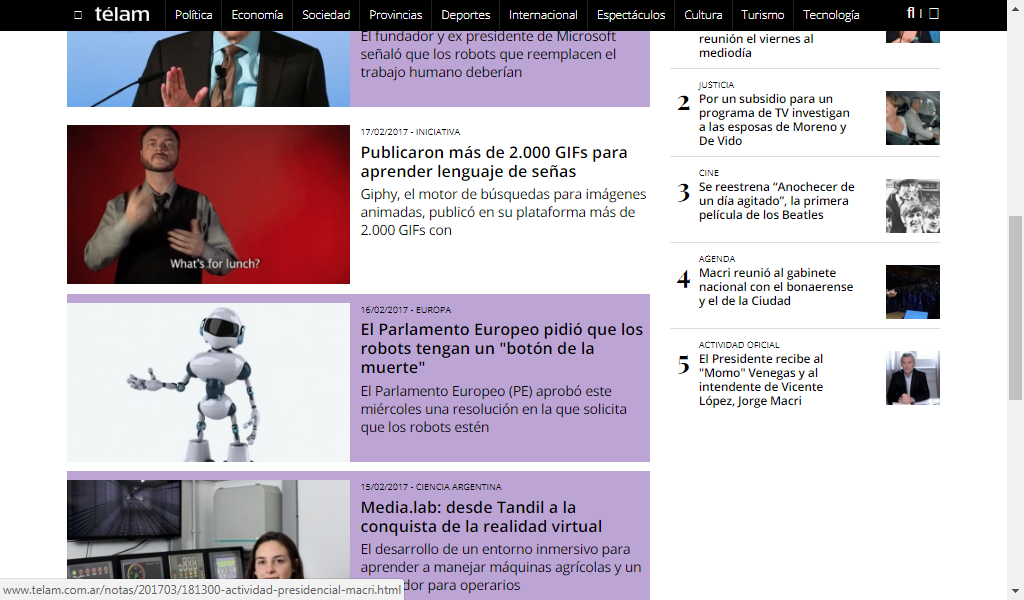 télam
Política
Economía
Sociedad
Provincias
Deportes
Internacional
Espectáculos
Cultura
Turismo
Tecnología
El fundador y ex presidente de Microsoft
señaló que los robots que reemplacen el
trabajo humano deberían
17/02/2017 - INICIATIVA
Publicaron más de 2.000 GIFs para
aprender lenguaje de señas
Giphy, el motor de búsquedas para imágenes
animadas, publicó en su plataforma más de
2.000 GIFs con
What's for lunch?
16/02/2017 - EUROPA
El Parlamento Europeo pidió que los
robots tengan un "botón de la
muerte"
El Parlamento Europeo (PE) aprobó este
miércoles una resolución en la que solicita
que los robots estén
15/02/2017 - CIENCIA ARGENTINA
Media.lab: desde Tandil a la
conquista de la realidad virtual
El desarrollo de un entorno inmersivo para
aprender a manejar máquinas agrícolas y un
para operarios
reunión el viernes al
mediodía
2
JUSTICIA
Por un subsidio para un
programa de TV investigan
a las esposas de Moreno y
De Vido
3
CINE
Se reestrena “Anochecer de
un día agitado”, la primera
película de los Beatles
4
AGENDA
Macri reunió al gabinete
nacional con el bonaerense
y el de la Ciudad
5
ACTIVIDAD OFICIAL
El Presidente recibe al
"Momo" Venegas y al
intendente de Vicente
López, Jorge Macri
www.telam.com.ar/notas/201703/181300-actividad-presidencial-macri.html